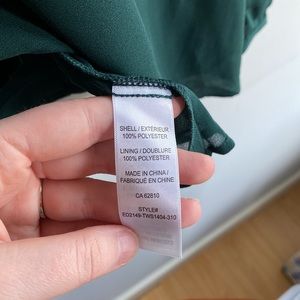 SHELL/EXTÉRIEUR
100% POLYESTER
LINING/DOUBLURE
100% POLYESTER
MADE IN CHINA/
FABRIQUÉ EN CHINE
CA 62810
STYLE#
ED2149-TWS1404-310